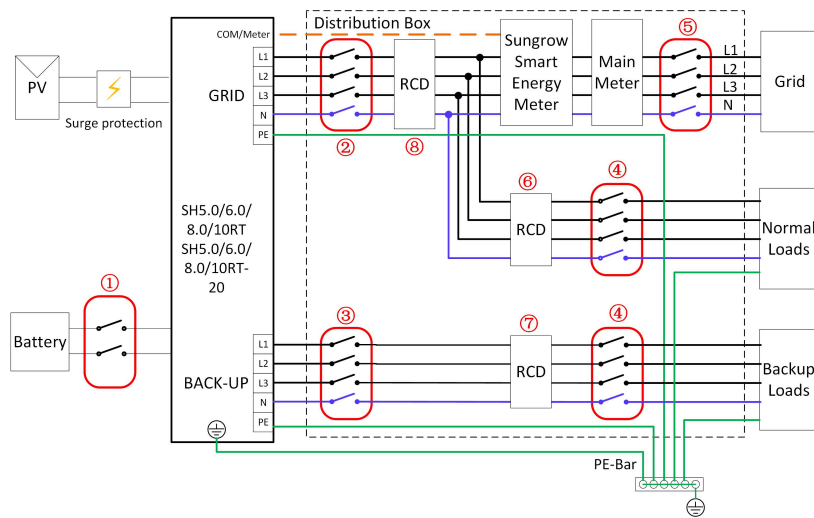 Distribution Box
COM/Meter
L1
L2
L3
N
PE
GRID
PV
Surge protection
②
RCD
⑧
Sungrow
Smart
Energy
Meter
Main
Meter
⑤
L1
L2
L3
N
Grid
SH5.0/6.0/
8.0/10RT
SH5.0/6.0/
8.0/10RT-
20
⑥
RCD
④
Normal
Loads
①
Battery
BACK-UP
L1
L2
L3
N
PE
③
⑦
RCD
④
Backup
Loads
PE-Bar